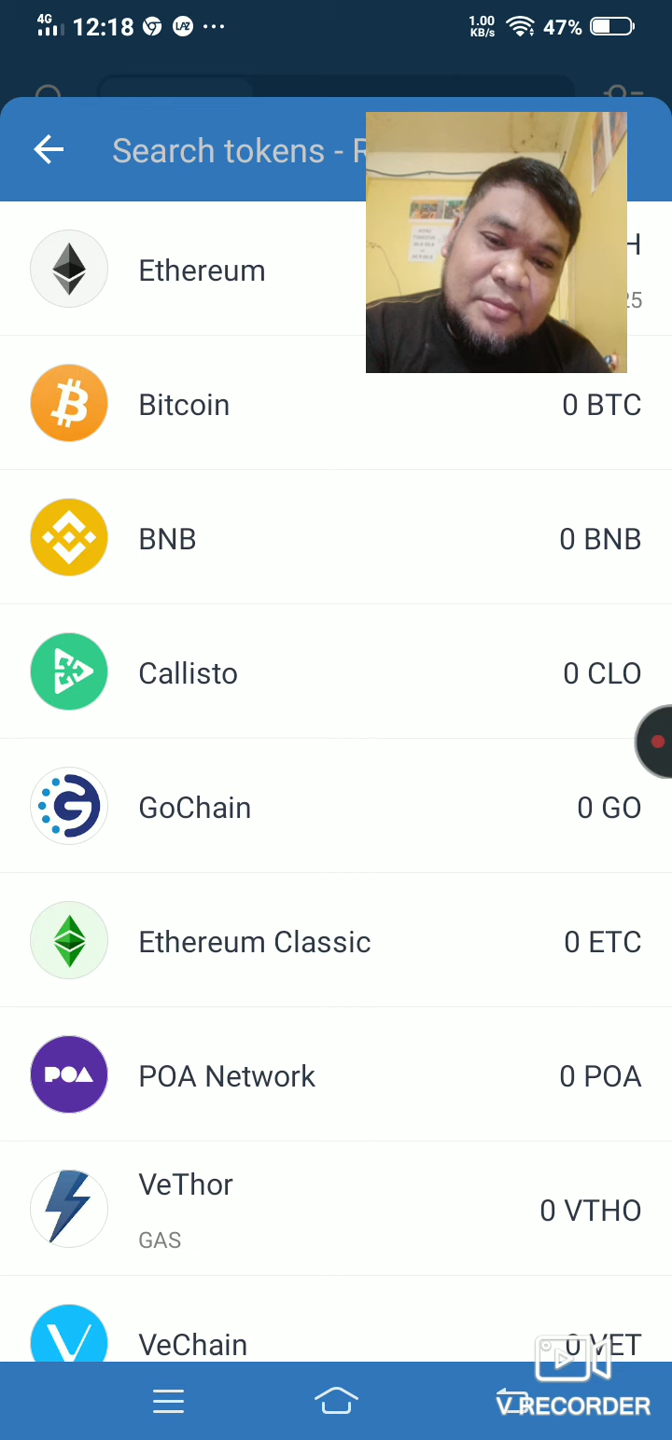 4G 12:18 LAZ ... 1.00 KB/s 47%
Search tokens -
Ethereum
Bitcoin 0 BTC
BNB 0 BNB
Callisto 0 CLO
GoChain 0 GO
Ethereum Classic 0 ETC
POA POA Network 0 POA
VeThor
GAS
0 VTHO
VeChain 0 VET
V RECORDER